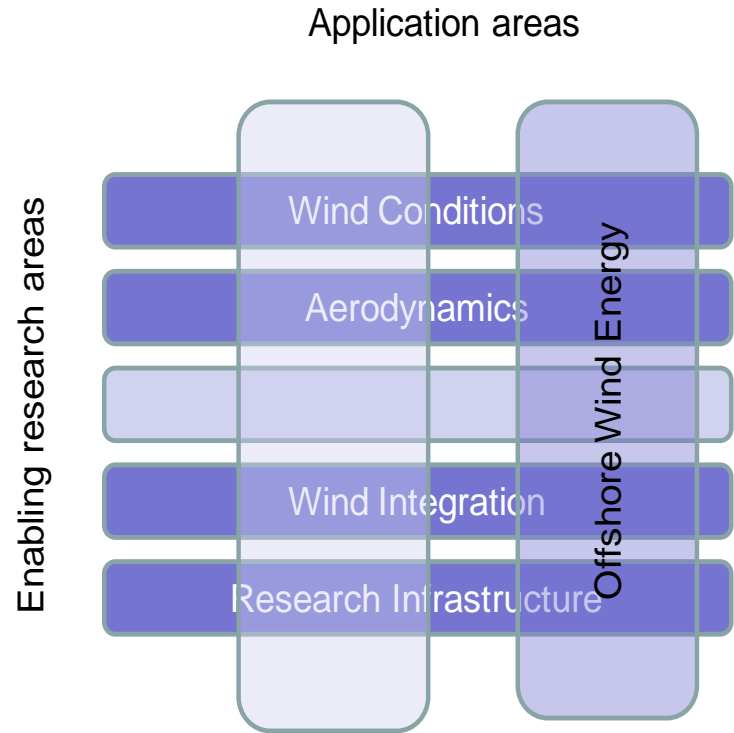 Application areas
Enabling research areas
Wind Conditions
Aerodynamics
Wind Integration
Research Infrastructure
Offshore Wind Energy